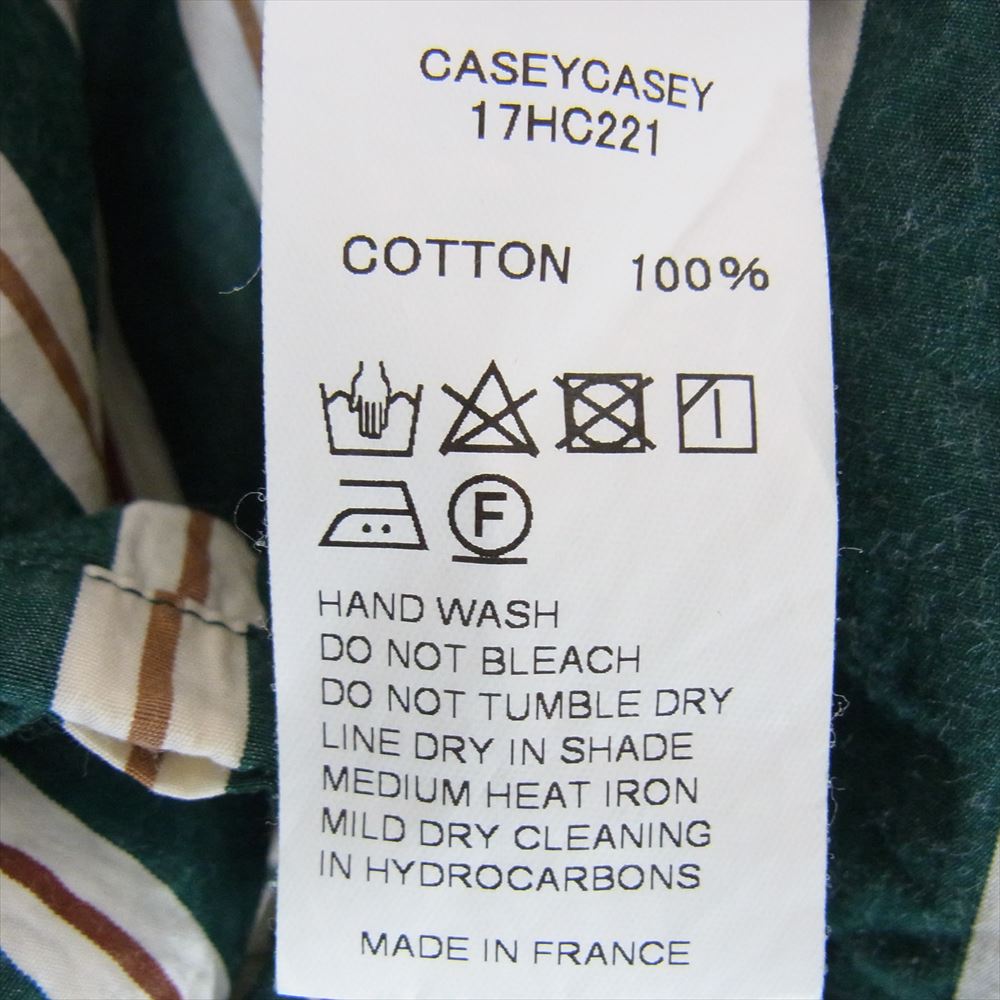 CASEYCASEY
17HC221
COTTON 100%
F
HAND WASH
DO NOT BLEACH
DO NOT TUMBLE DRY
LINE DRY IN SHADE
MEDIUM HEAT IRON
MILD DRY CLEANING
IN HYDROCARBONS
MADE IN FRANCE